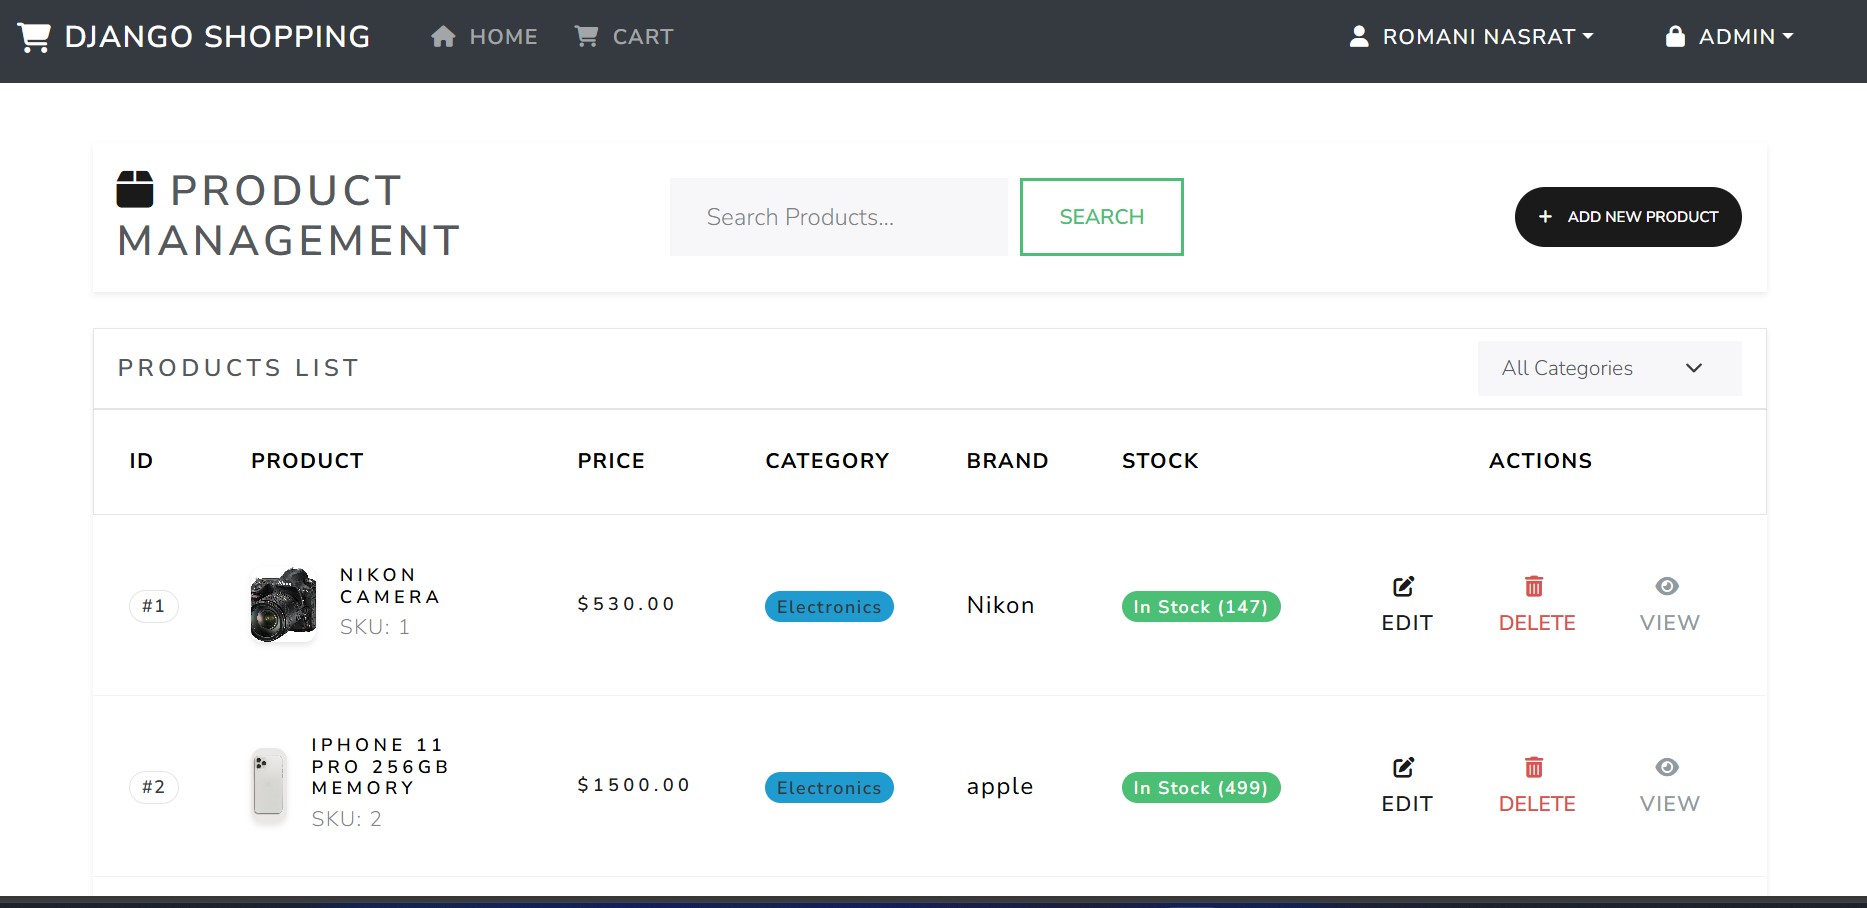 DJANGO SHOPPING HOME CART ROMANI NASRAT ADMIN
PRODUCT
MANAGEMENT
Search Products...
SEARCH
+ ADD NEW PRODUCT
PRODUCTS LIST
All Categories
ID PRODUCT PRICE CATEGORY BRAND STOCK ACTIONS
#1
NIKON
CAMERA
SKU: 1
$530.00
Electronics
Nikon
In Stock (147)
EDIT
DELETE
VIEW
#2
IPHONE 11
PRO 256GB
MEMORY
SKU: 2
$1500.00
Electronics
apple
In Stock (499)
EDIT
DELETE
VIEW